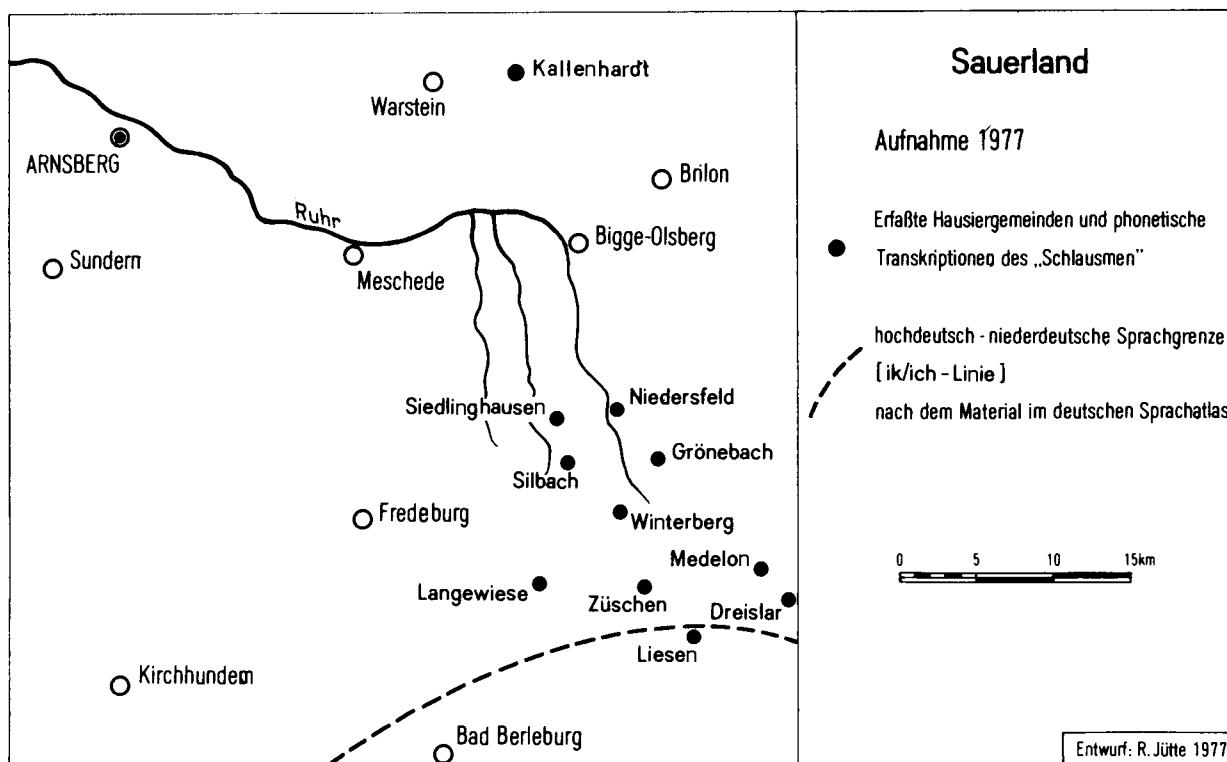 Kallenhardt
Warstein
ARNSBERG
Brilon
Ruhr
Bigge-Olsberg
Sundern
Meschede
Niedersfeld
Siedlinghausen
Grönebach
Silbach
Fredeburg
Winterberg
Medelon
Langewiese
Züschen
Dreislar
Liesen
Kirchhundem
Bad Berleburg
Sauerland
Aufnahme 1977
Erfaßte Hausiergemeinden und phonetische
Transkriptionen des „Schlausmen"
hochdeutsch - niederdeutsche Sprachgrenze
[ik/ich - Linie]
nach dem Material im deutschen Sprachatlas
0 5 10 15km
Entwurf: R. Jütte 1977